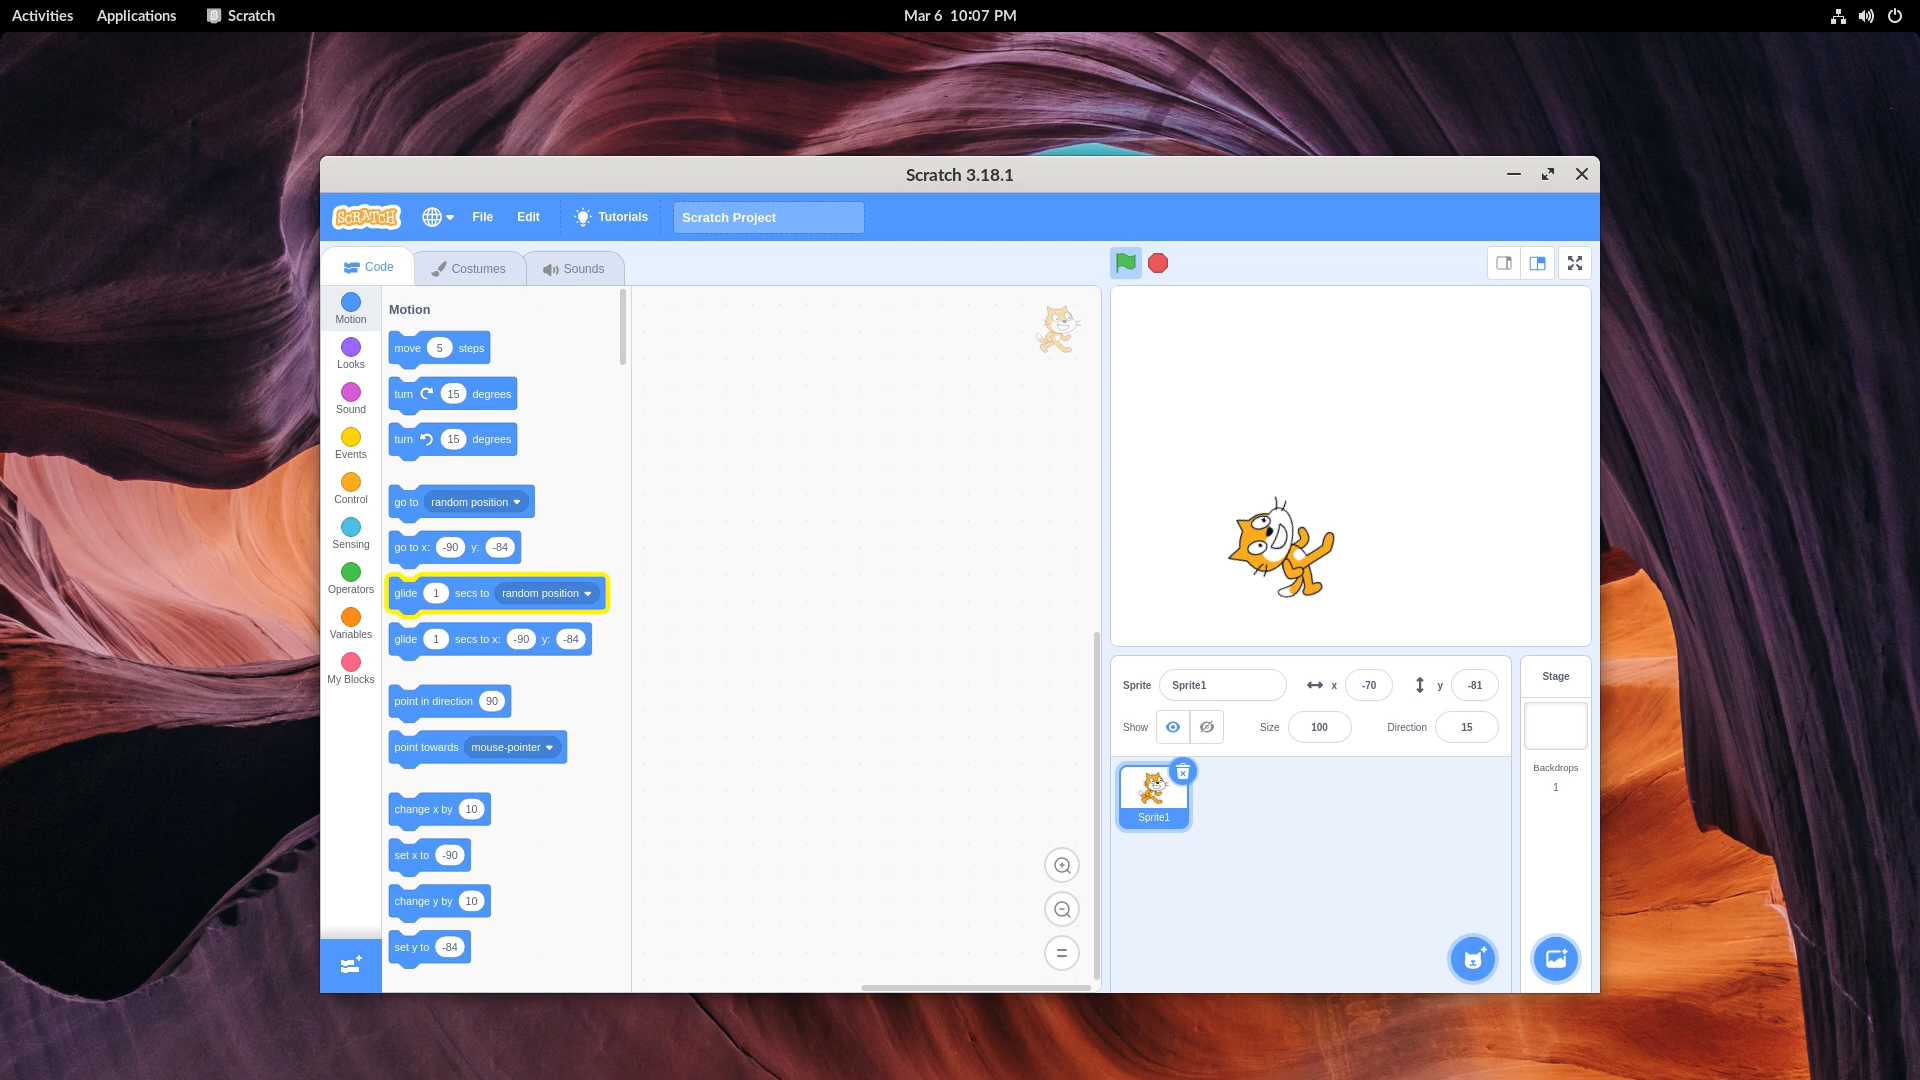 Activities Applications Scratch Mar 6 10:07 PM
Scratch 3.18.1
SCRATCH File Edit Tutorials Scratch Project
Code Costumes Sounds
Motion
Looks
Sound
Events
Control
Sensing
Operators
Variables
My Blocks
Motion
move 5 steps
turn 15 degrees
turn 15 degrees
go to random position
go to x: -90 y: -84
glide 1 secs to random position
glide 1 secs to x: -90 y: -84
point in direction 90
point towards mouse-pointer
change x by 10
set x to -90
change y by 10
set y to -84
Sprite Sprite1 x -70 y -81
Show Size 100 Direction 15
Sprite1
Stage
Backdrops
1